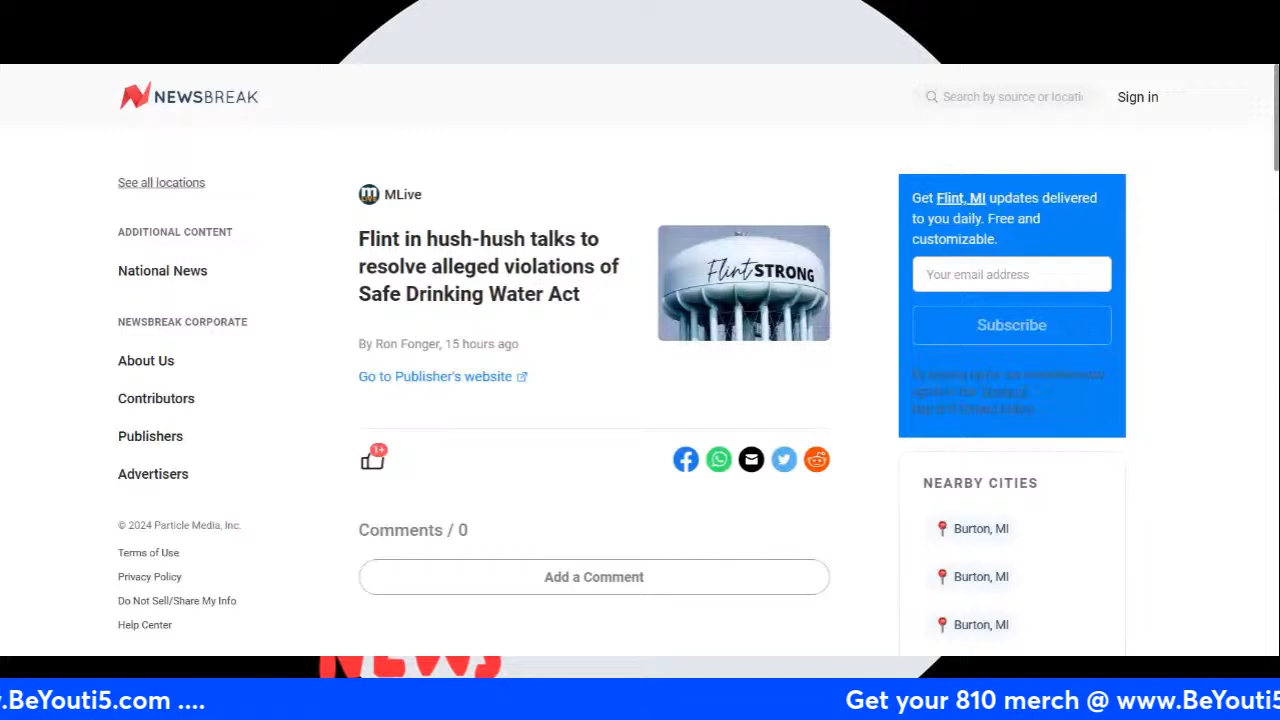 NEWSBREAK
Search by source or locati
Sign in
See all locations
ADDITIONAL CONTENT
National News
NEWSBREAK CORPORATE
About Us
Contributors
Publishers
Advertisers
© 2024 Particle Media, Inc.
Terms of Use
Privacy Policy
Do Not Sell/Share My Info
Help Center
MLive
Flint in hush-hush talks to
resolve alleged violations of
Safe Drinking Water Act
Flint STRONG
By Ron Fonger, 15 hours ago
Go to Publisher's website
1+
Comments / 0
Add a Comment
Get Flint, MI updates delivered
to you daily. Free and
customizable.
Your email address
Subscribe
NEARBY CITIES
Burton, MI
Burton, MI
Burton, MI
NEWS
.BeYouti5.com ....
Get your 810 merch @ www.BeYouti5